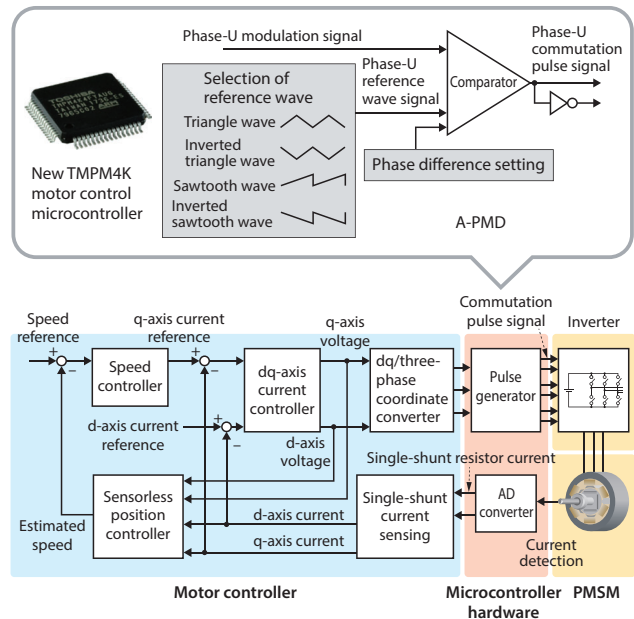 Phase-U modulation signal
Phase-U
commutation
pulse signal
Phase-U
reference
wave signal
Comparator
Selection of
reference wave
Triangle wave
Inverted
triangle wave
Sawtooth wave
Inverted
sawtooth wave
Phase difference setting
TOSHIBA
New TMPM4K
motor control
microcontroller
A-PMD
Commutation
pulse signal
Speed
reference
q-axis current
reference
q-axis
voltage
Inverter
+
−
Speed
controller
+
−
dq-axis
current
controller
dq/three-
phase
coordinate
converter
Pulse
generator
d-axis current
reference
+
−
d-axis
voltage
Single-shunt resistor current
Sensorless
position
controller
Single-shunt
current
sensing
AD
converter
Estimated
speed
d-axis current
q-axis current
Current
detection
Motor controller
Microcontroller
hardware
PMSM